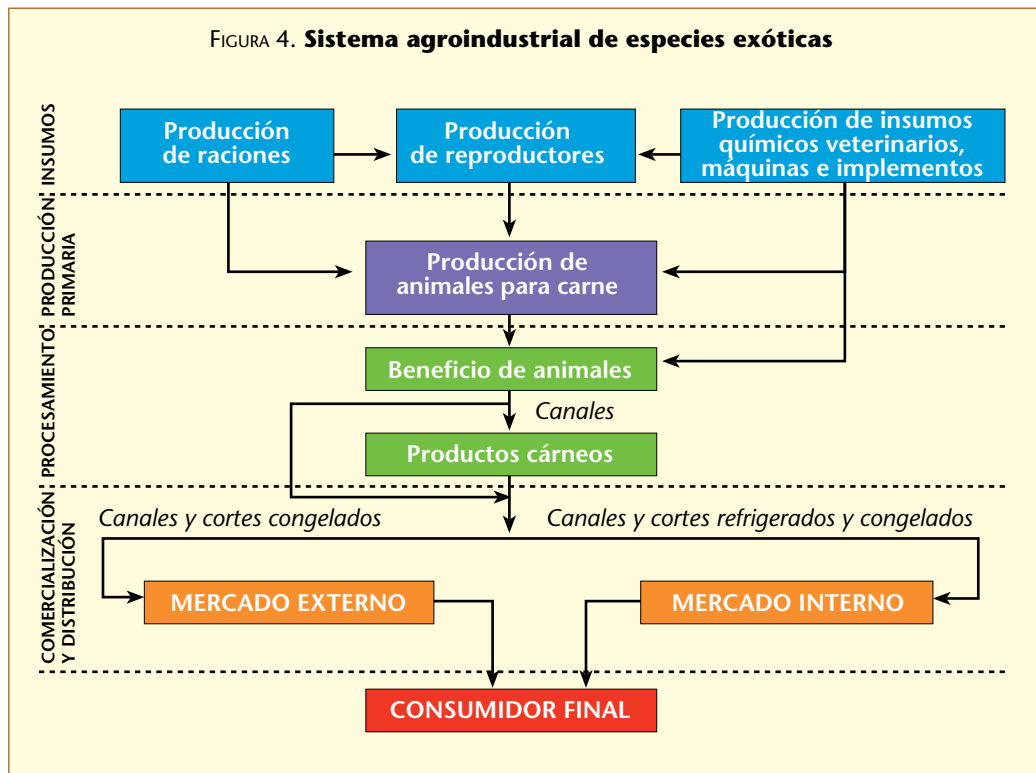 FIGURA 4. Sistema agroindustrial de especies exóticas
INSUMOS
Producción
de raciones
Producción
de reproductores
Producción de insumos
químicos veterinarios,
máquinas e implementos
PRODUCCIÓN
PRIMARIA
Producción de
animales para carne
PROCESAMIENTO
Beneficio de animales
Canales
Productos cárneos
COMERCIALIZACIÓN
Y DISTRIBUCIÓN
Canales y cortes congelados
Canales y cortes refrigerados y congelados
MERCADO EXTERNO
MERCADO INTERNO
CONSUMIDOR FINAL